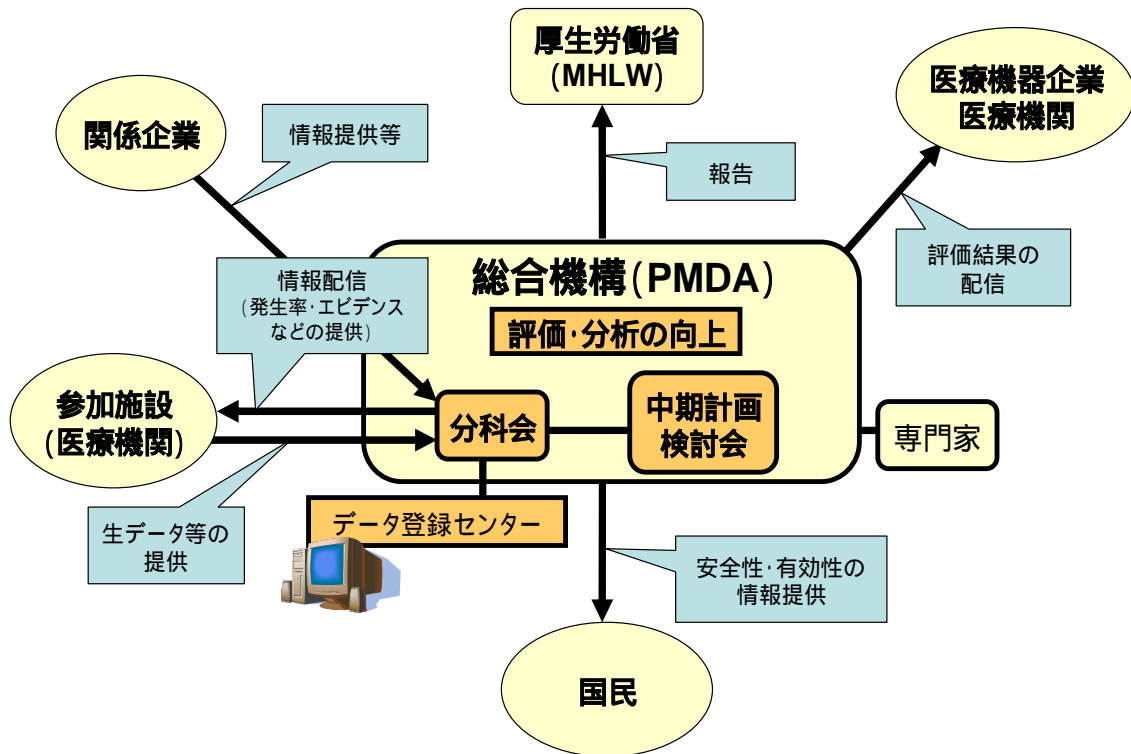 厚生労働省
(MHLW)
医療機器企業
医療機関
関係企業
情報提供等
報告
評価結果の
配信
情報配信
(発生率・エビデンス
などの提供)
総合機構(PMDA)
評価・分析の向上
参加施設
(医療機関)
分科会
中期計画
検討会
専門家
生データ等の
提供
データ登録センター
安全性・有効性の
情報提供
国民